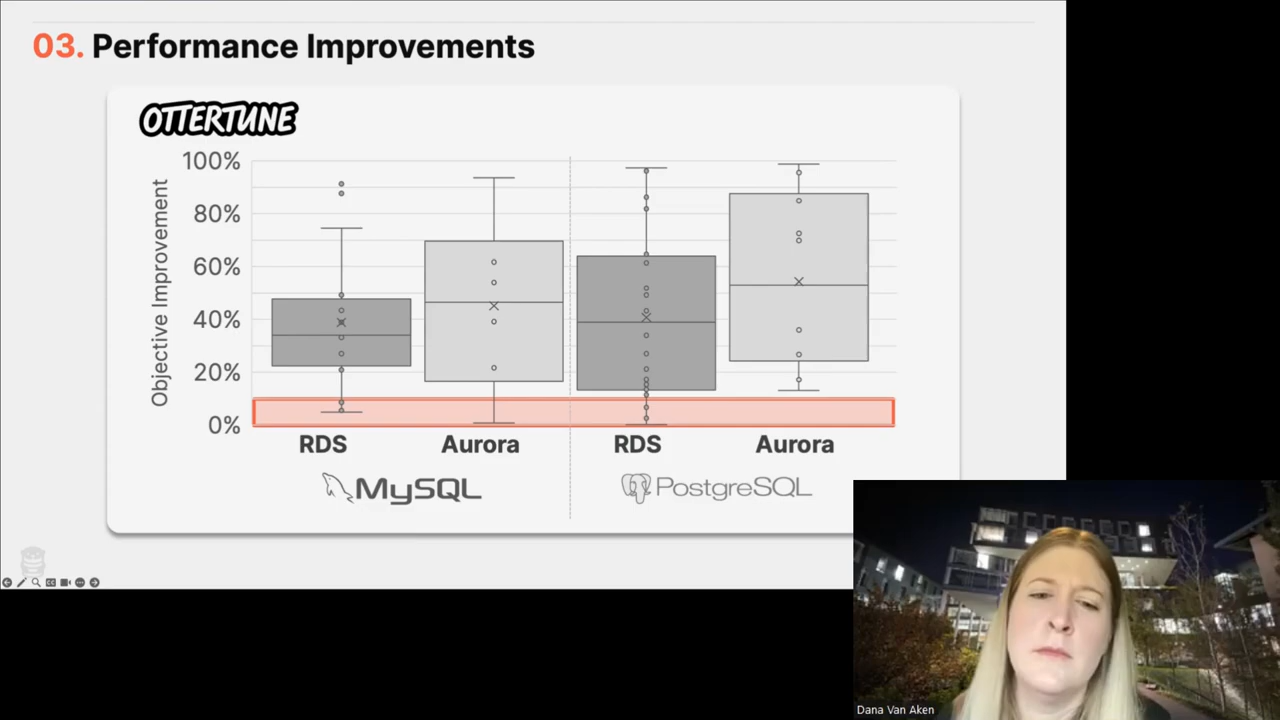 03. Performance Improvements
OTTERTUNE
Objective Improvement
100%
80%
60%
40%
20%
0%
RDS
Aurora
RDS
Aurora
MySQL
PostgreSQL
Dana Van Aken